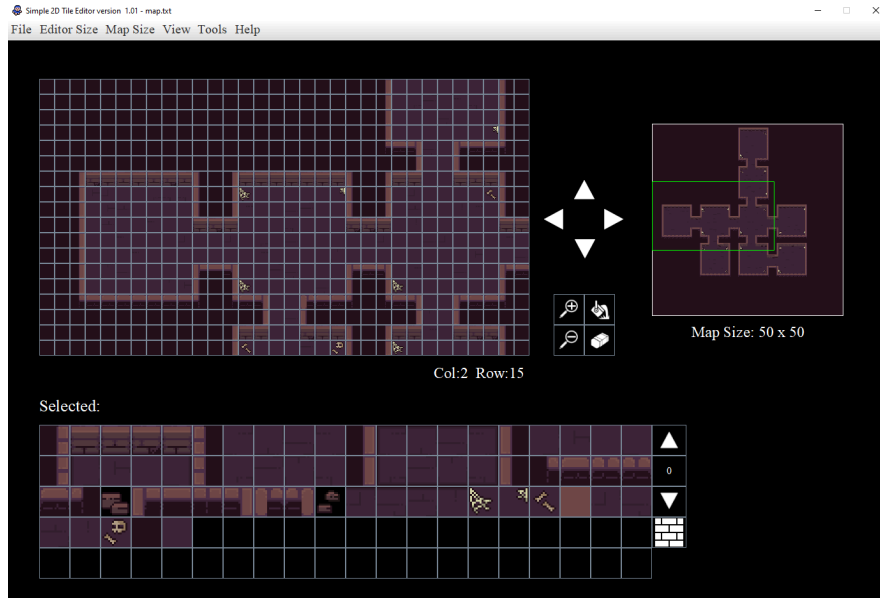 Simple 2D Tile Editor version 1.01 - map.txt
File Editor Size Map Size View Tools Help
Map Size: 50 x 50
Col:2 Row:15
Selected:
0